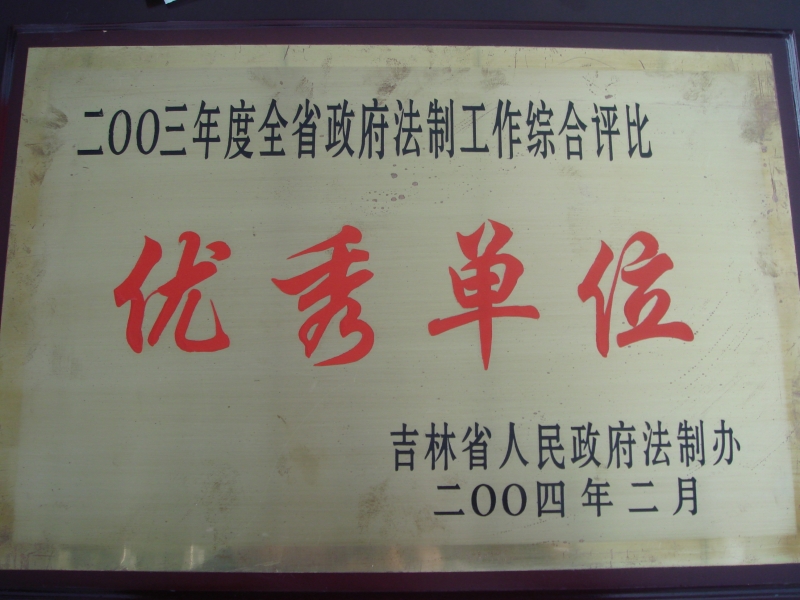 二OO三年度全省政府法制工作综合评比
优秀单位
吉林省人民政府法制办
二OO四年二月